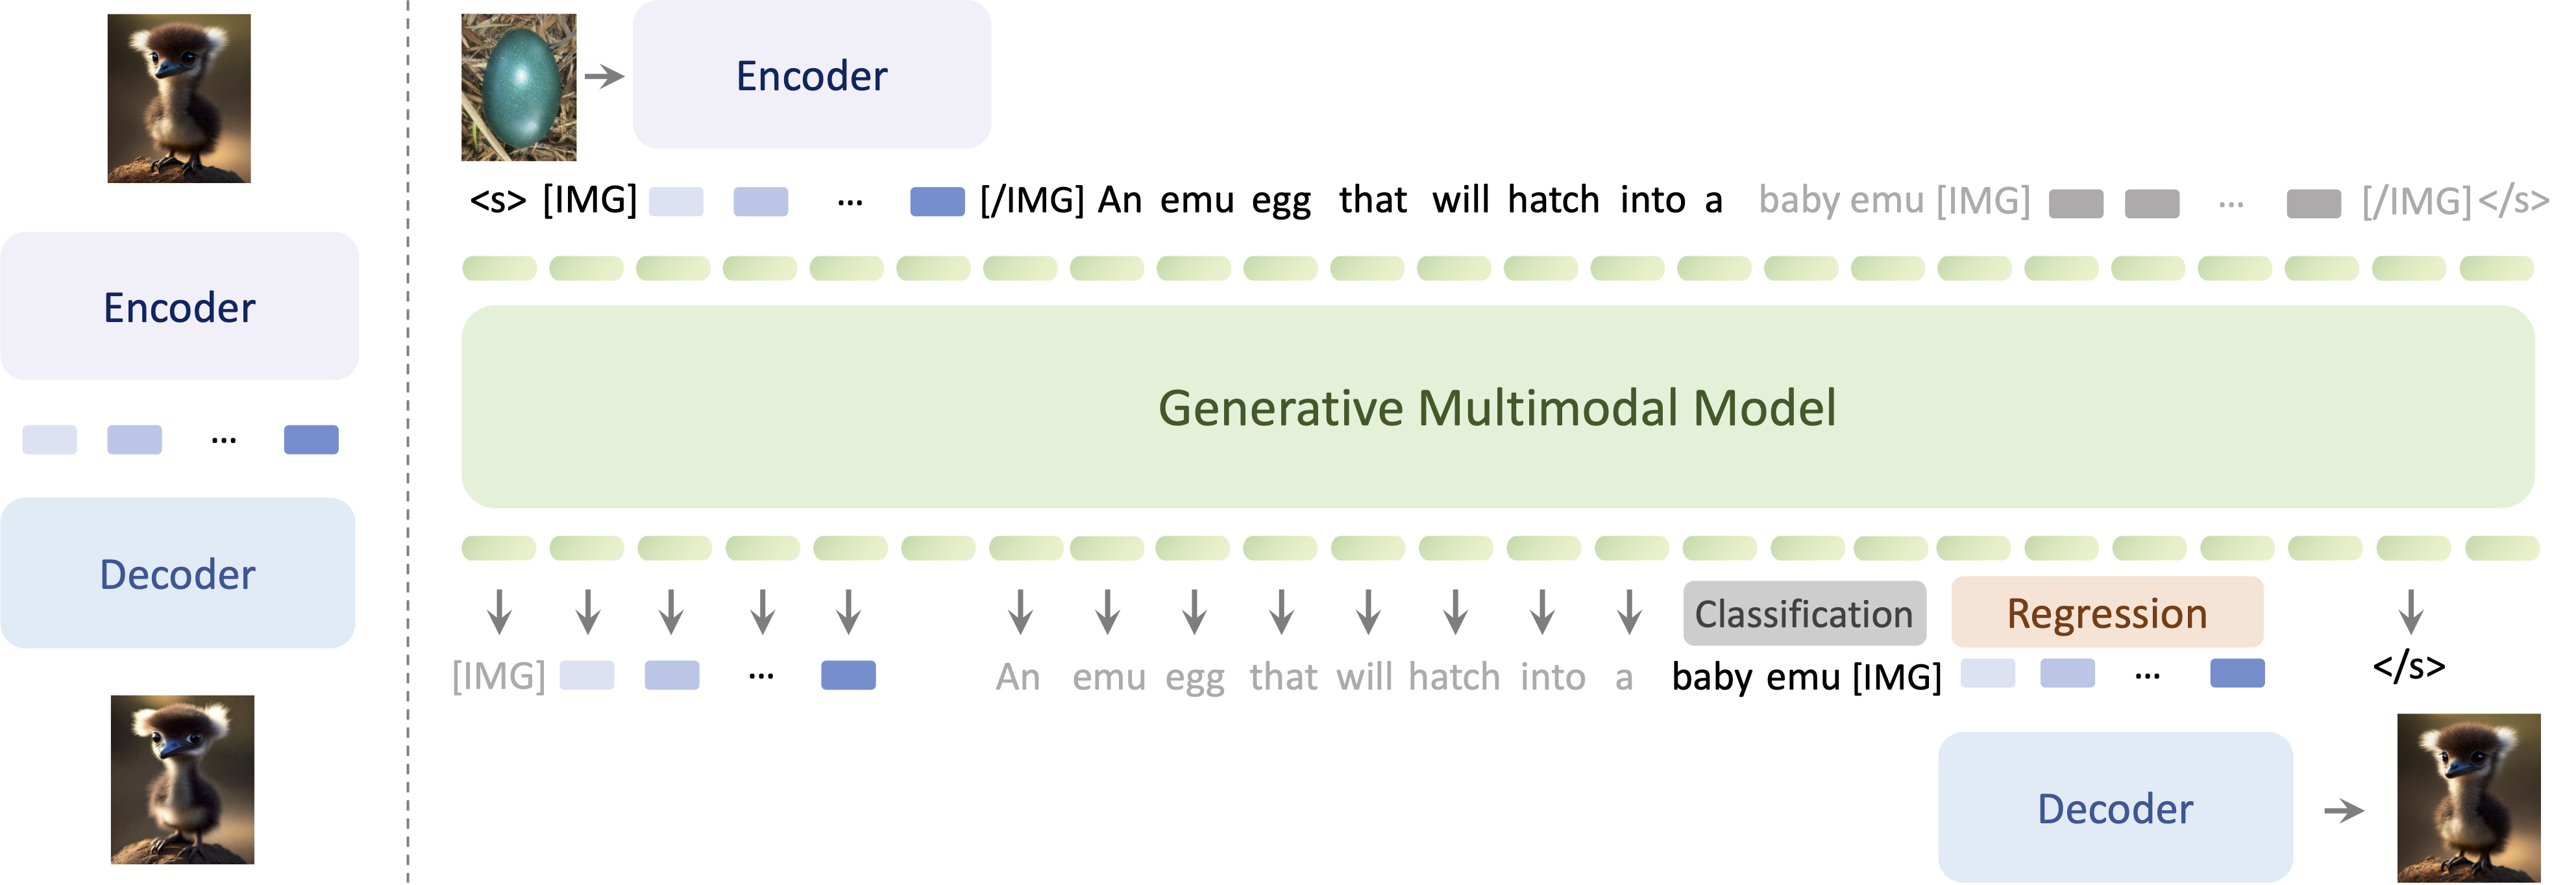 Encoder
Decoder
Encoder
<s> [IMG] ... [/IMG] An emu egg that will hatch into a baby emu [IMG] ... [/IMG] </s>
Generative Multimodal Model
Classification Regression
[IMG] ... An emu egg that will hatch into a baby emu [IMG] ... </s>
Decoder